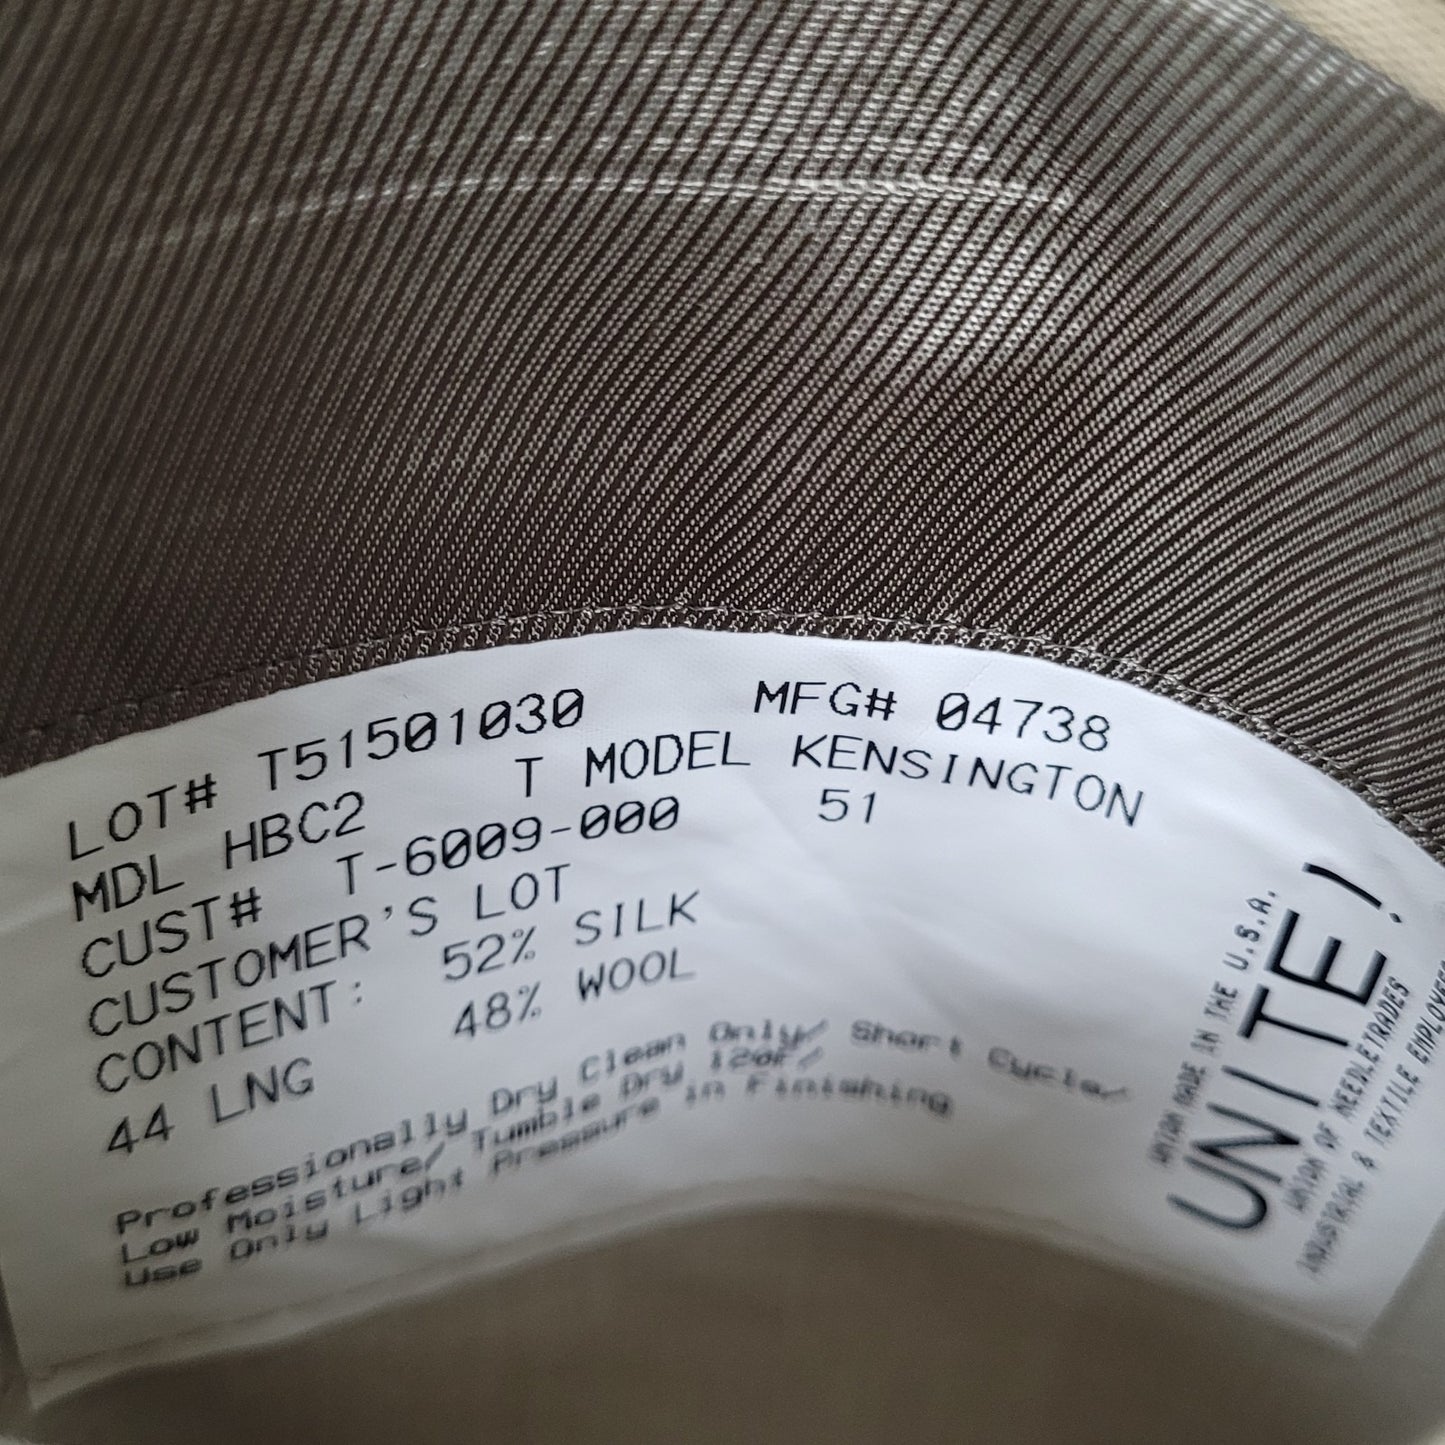 LOT# T51501030 MFG# 04738
MDL HBC2 T MODEL KENSINGTON
CUST# T-6009-000 51
CUSTOMER'S LOT
CONTENT: 52% SILK
48% WOOL
44 LNG
Professionally Dry Clean Only/ Short Cycle/
Low Moisture/ Tumble Dry 120F/
Use Only Light Pressure in Finishing
UNION MADE IN THE U.S.A.
UNITE!
UNION OF NEEDLETRADES
INDUSTRIAL & TEXTILE EMPLOYEES